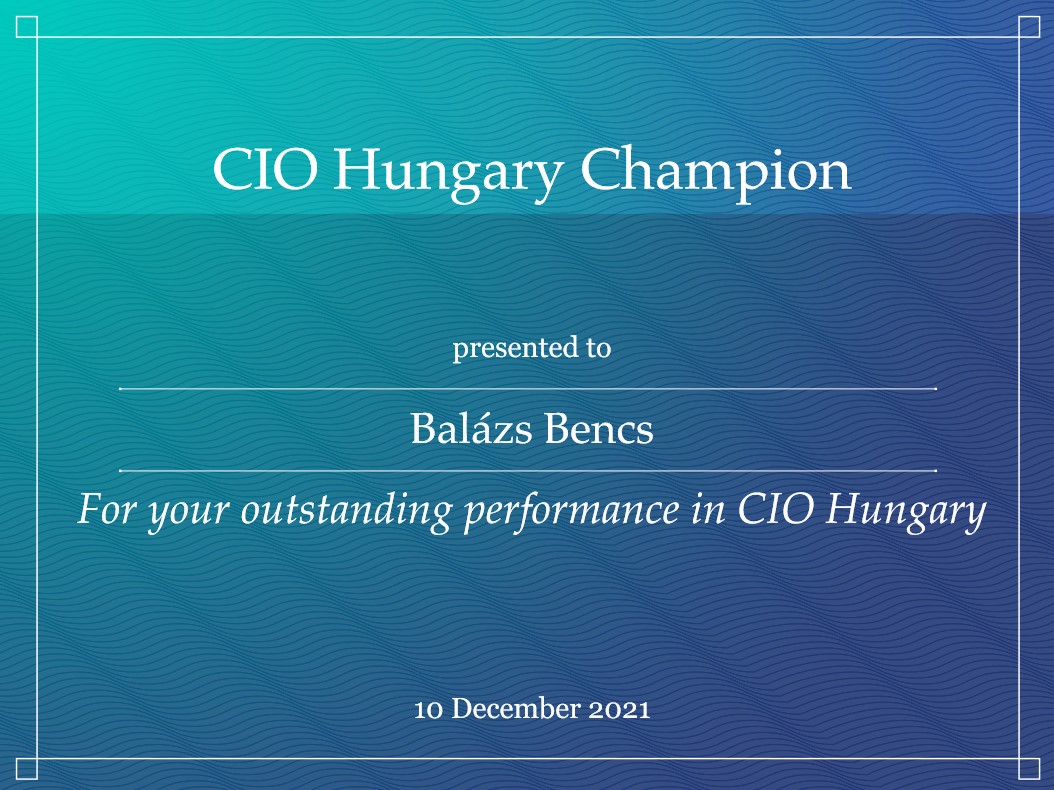 CIO Hungary Champion
presented to
Balázs Bencs
For your outstanding performance in CIO Hungary
10 December 2021